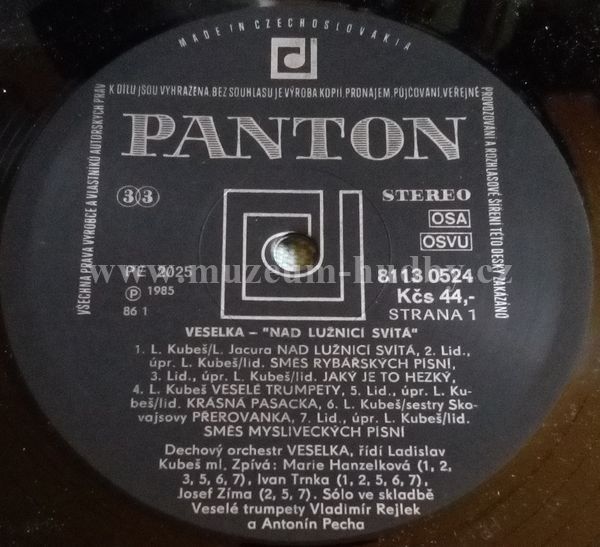 MADE IN CZECHOSLOVAKIA
VŠECHNA PRÁVA VÝROBCE A VLASTNÍKŮ AUTORSKÝCH PRÁV
K DÍLU JSOU VYHRAZENA. BEZ SOUHLASU JE VÝROBA KOPIÍ, PRONÁJEM, PŮJČOVÁNÍ, VEŘEJNÉ
PROVOZOVÁNÍ A ROZHLASOVÉ ŠÍŘENÍ TÉTO DESKY ZAKÁZÁNO
PANTON
33
STEREO
OSA
OSVU
www.muzeum-hudby.cz
PE 2025
8113 0524
Ⓟ 1985
Kčs 44,-
86 1
STRANA 1
VESELKA – "NAD LUŽNICÍ SVÍTÁ"
1. L. Kubeš/L. Jacura NAD LUŽNICÍ SVÍTÁ, 2. Lid.,
úpr. L. Kubeš/lid. SMĚS RYBÁŘSKÝCH PÍSNÍ,
3. Lid., úpr. L. Kubeš/lid. JAKÝ JE TO HEZKÝ,
4. L. Kubeš VESELÉ TRUMPETY, 5. Lid., úpr. L. Ku-
beš/lid. KRÁSNÁ PASAČKA, 6. L. Kubeš/sestry Sko-
vajsovy PŘEROVANKA, 7. Lid., úpr. L. Kubeš/lid.
SMĚS MYSLIVECKÝCH PÍSNÍ
Dechový orchestr VESELKA, řídí Ladislav
Kubeš ml. Zpívá: Marie Hanzelková (1, 2,
3, 5, 6, 7), Ivan Trnka (1, 2, 5, 6, 7),
Josef Zíma (2, 5, 7). Sólo ve skladbě
Veselé trumpety Vladimír Rejlek
a Antonín Pecha